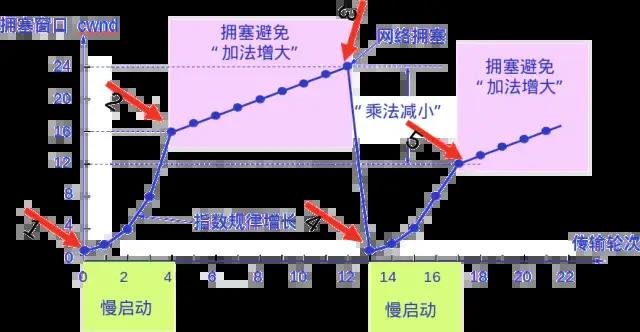 拥塞窗口 cwnd
拥塞避免
“加法增大”
3
网络拥塞
拥塞避免
“加法增大”
24
20
16
12
8
4
0
2
“乘法减小”
5
1
指数规律增长
4
传输轮次
0 2 4 6 8 10 12 14 16 18 20 22
慢启动
慢启动